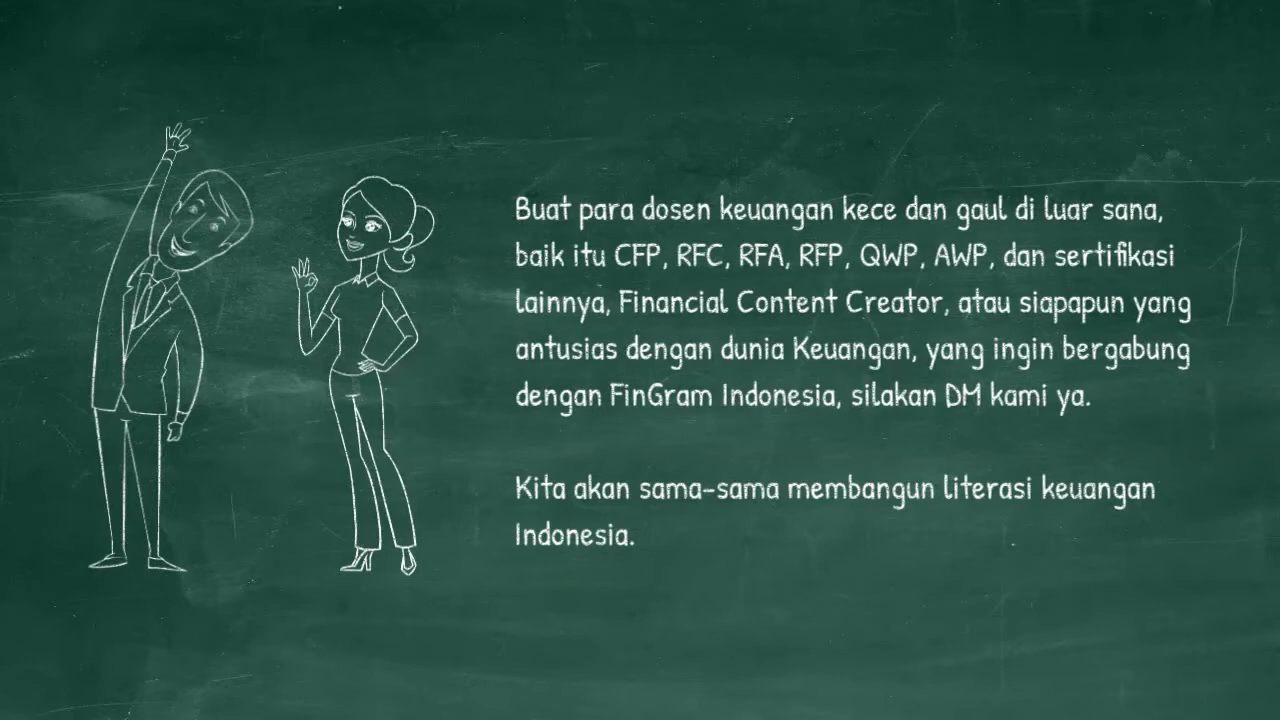 Buat para dosen keuangan kece dan gaul di luar sana,
baik itu CFP, RFC, RFA, RFP, QWP, AWP, dan sertifikasi
lainnya, Financial Content Creator, atau siapapun yang
antusias dengan dunia Keuangan, yang ingin bergabung
dengan FinGram Indonesia, silakan DM kami ya.
Kita akan sama-sama membangun literasi keuangan
Indonesia.